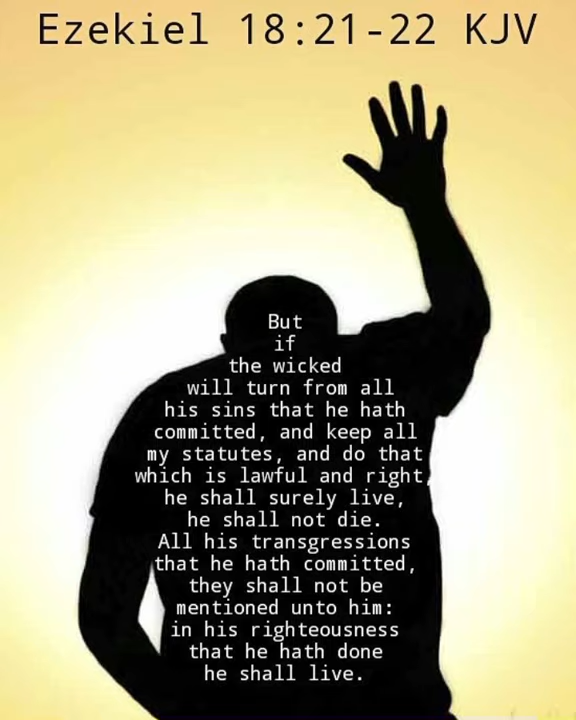 Ezekiel 18:21-22 KJV
But
if
the wicked
will turn from all
his sins that he hath
committed, and keep all
my statutes, and do that
which is lawful and right,
he shall surely live,
he shall not die.
All his transgressions
that he hath committed,
they shall not be
mentioned unto him:
in his righteousness
that he hath done
he shall live.